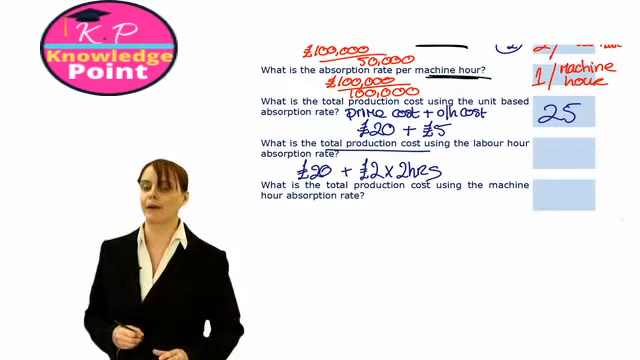 K.P
Knowledge
Point
£100,000
50,000
2/
What is the absorption rate per machine hour?
£100,000
100,000
1/ Machine
hour
What is the total production cost using the unit based
absorption rate? prime cost + o/h cost
£20 + £5
25
What is the total production cost using the labour hour
absorption rate?
£20 + £2 x 2hrs
What is the total production cost using the machine
hour absorption rate?